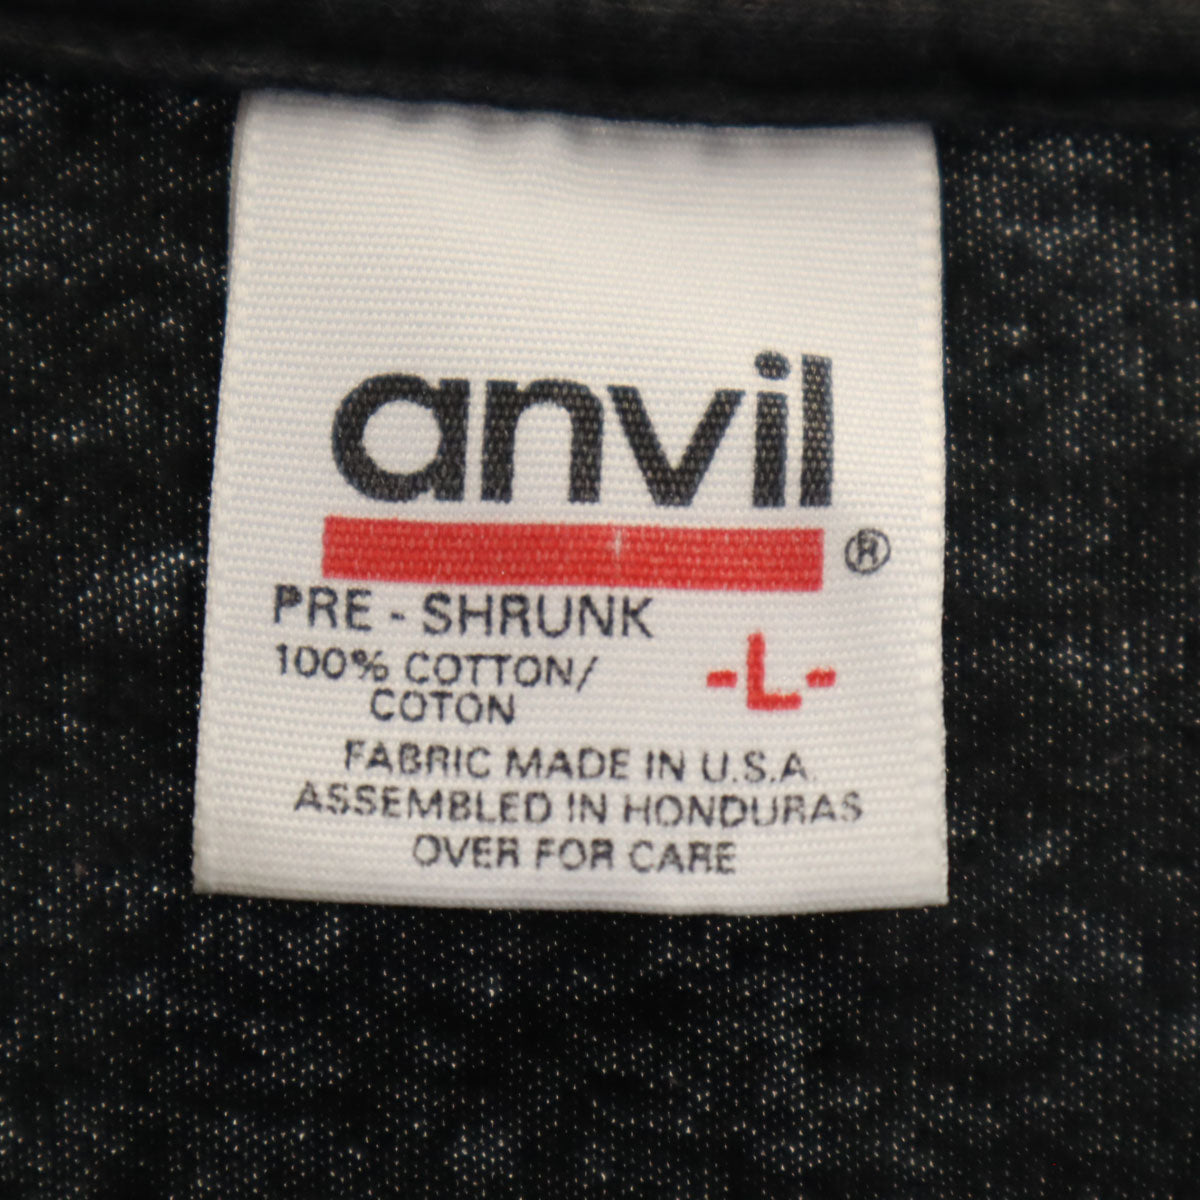 anvil ®
PRE - SHRUNK
100% COTTON/ -L-
COTON
FABRIC MADE IN U.S.A.
ASSEMBLED IN HONDURAS
OVER FOR CARE